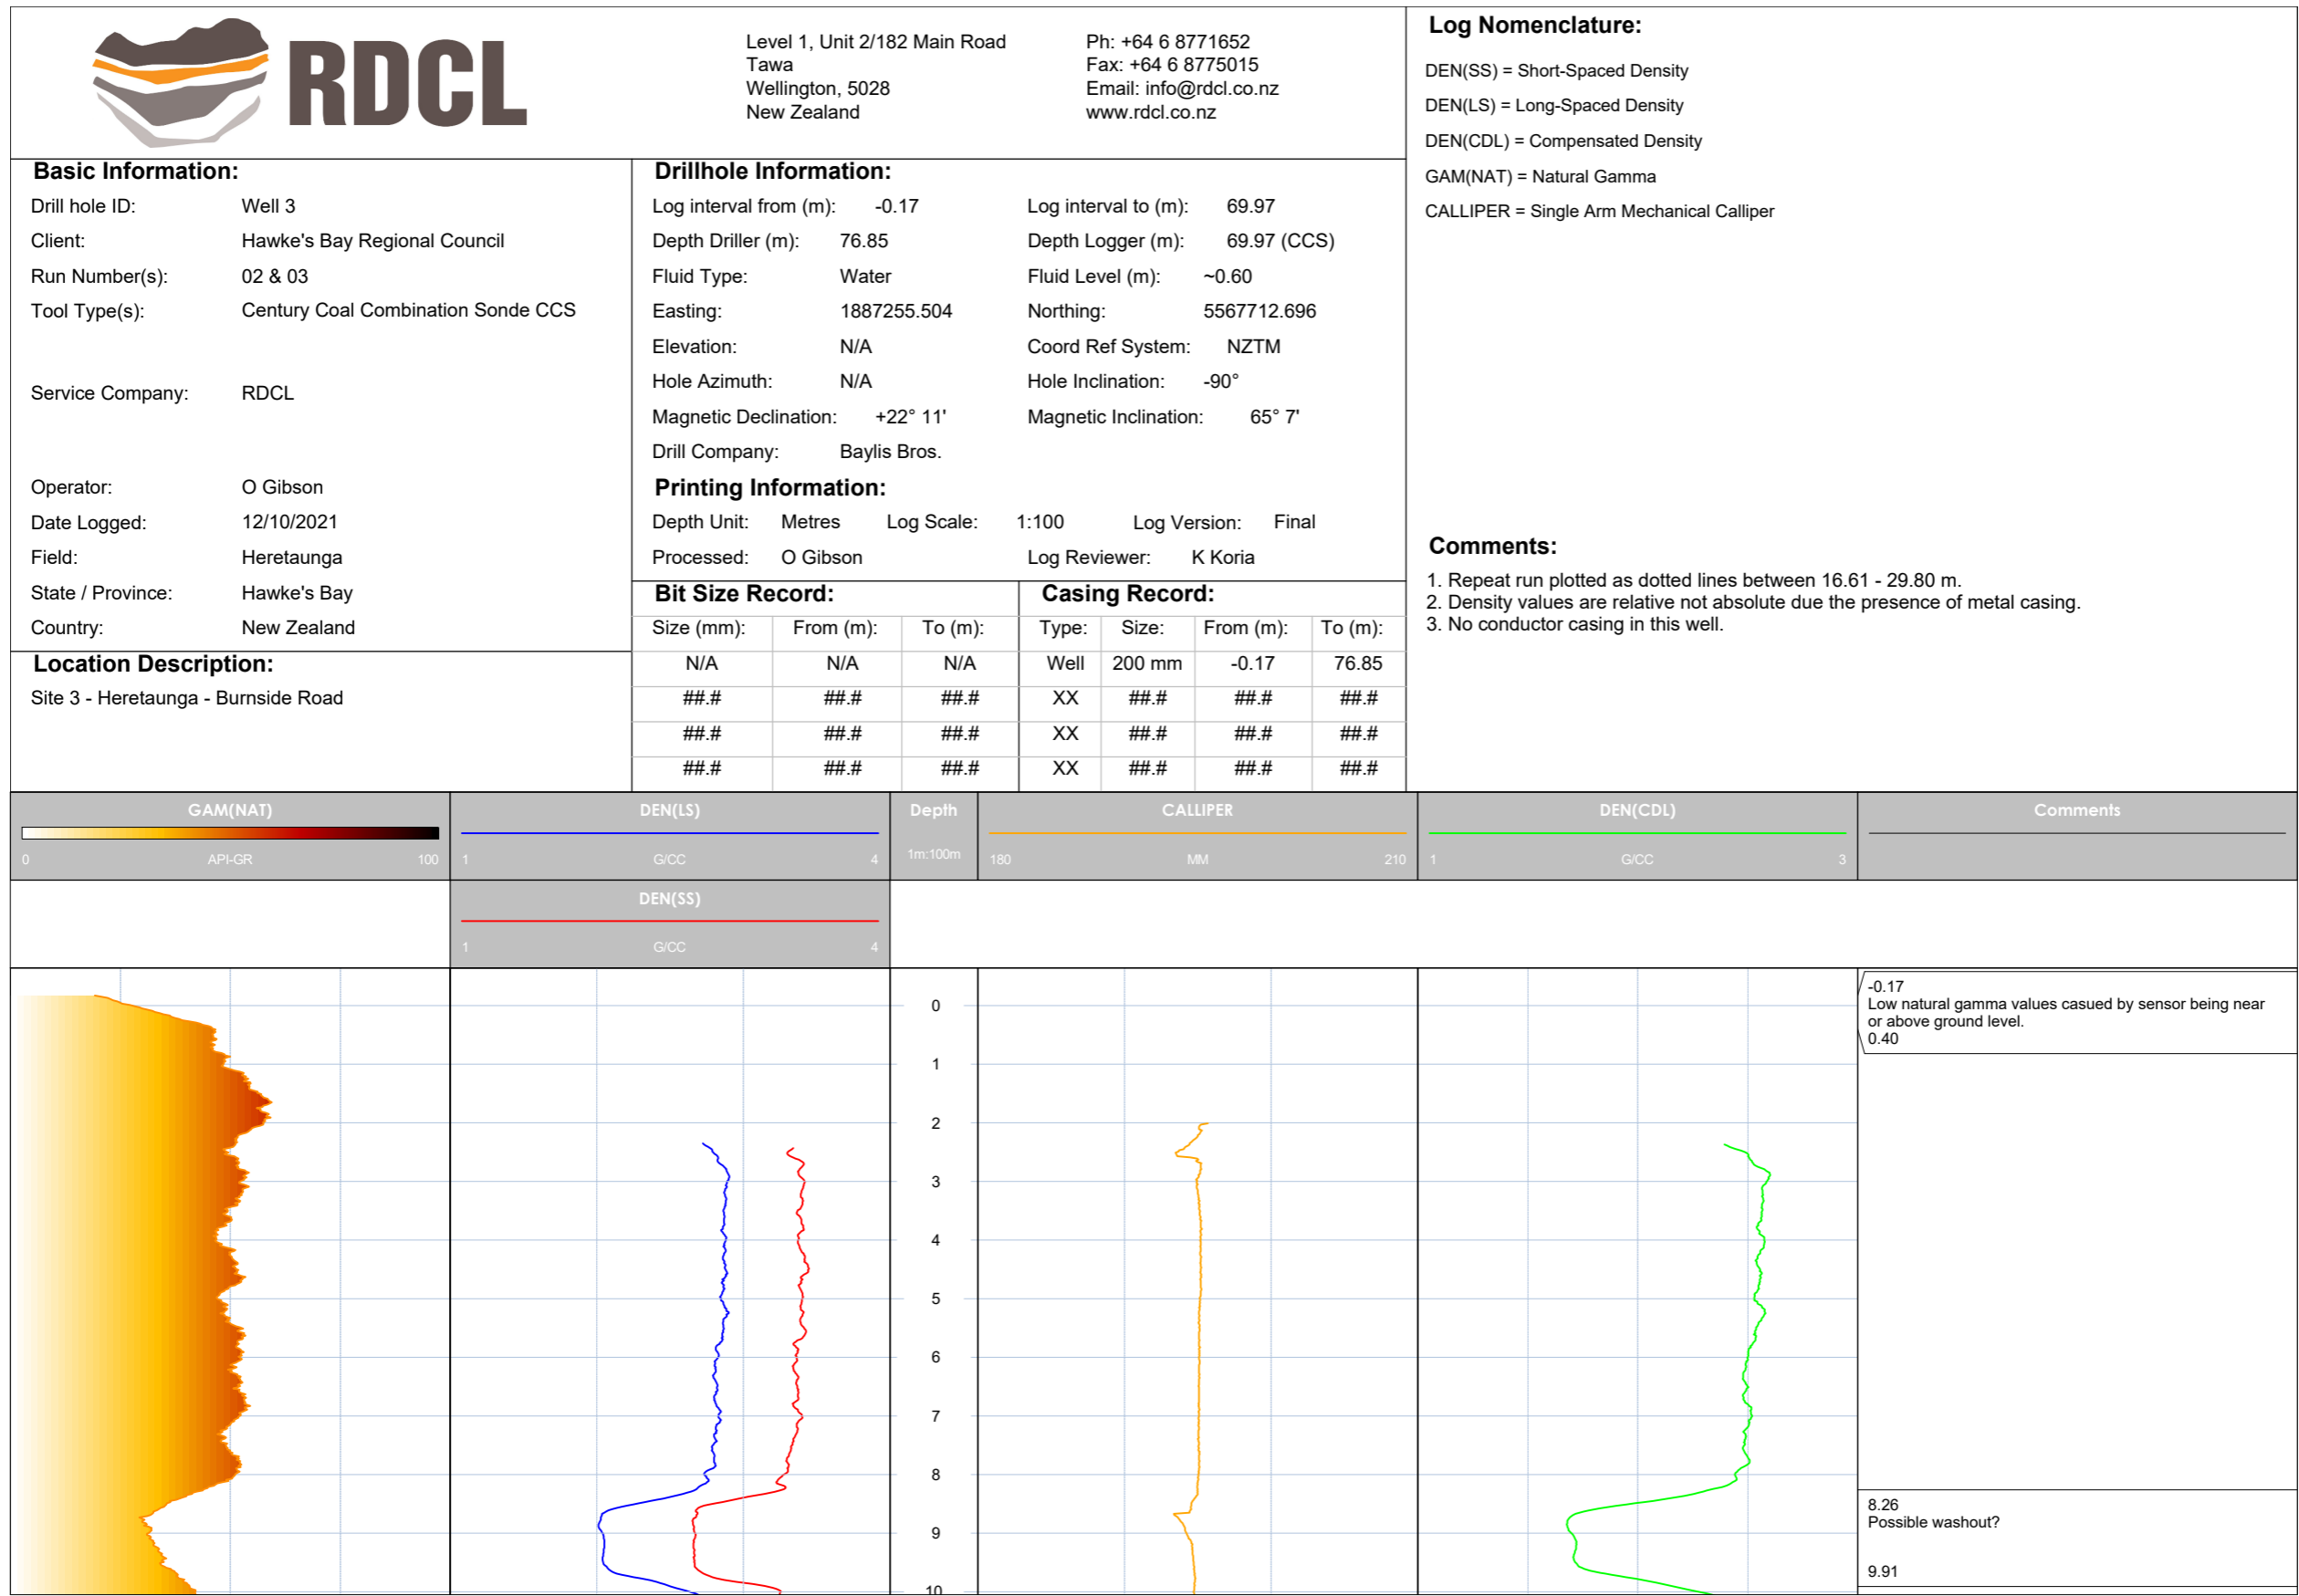 RDCL
Level 1, Unit 2/182 Main Road
Tawa
Wellington, 5028
New Zealand
Ph: +64 6 8771652
Fax: +64 6 8775015
Email: info@rdcl.co.nz
www.rdcl.co.nz
Log Nomenclature:
DEN(SS) = Short-Spaced Density
DEN(LS) = Long-Spaced Density
DEN(CDL) = Compensated Density
GAM(NAT) = Natural Gamma
CALLIPER = Single Arm Mechanical Calliper
Basic Information:
Drill hole ID: Well 3
Client: Hawke's Bay Regional Council
Run Number(s): 02 & 03
Tool Type(s): Century Coal Combination Sonde CCS
Service Company: RDCL
Operator: O Gibson
Date Logged: 12/10/2021
Field: Heretaunga
State / Province: Hawke's Bay
Country: New Zealand
Location Description:
Site 3 - Heretaunga - Burnside Road
Drillhole Information:
Log interval from (m): -0.17 Log interval to (m): 69.97
Depth Driller (m): 76.85 Depth Logger (m): 69.97 (CCS)
Fluid Type: Water Fluid Level (m): ~0.60
Easting: 1887255.504 Northing: 5567712.696
Elevation: N/A Coord Ref System: NZTM
Hole Azimuth: N/A Hole Inclination: -90°
Magnetic Declination: +22° 11' Magnetic Inclination: 65° 7'
Drill Company: Baylis Bros.
Printing Information:
Depth Unit: Metres Log Scale: 1:100 Log Version: Final
Processed: O Gibson Log Reviewer: K Koria
Bit Size Record: Casing Record:
Size (mm): From (m): To (m): Type: Size: From (m): To (m):
N/A N/A N/A Well 200 mm -0.17 76.85
##.# ##.# ##.# XX ##.# ##.# ##.#
##.# ##.# ##.# XX ##.# ##.# ##.#
##.# ##.# ##.# XX ##.# ##.# ##.#
Comments:
1. Repeat run plotted as dotted lines between 16.61 - 29.80 m.
2. Density values are relative not absolute due the presence of metal casing.
3. No conductor casing in this well.
GAM(NAT) DEN(LS) Depth CALLIPER DEN(CDL) Comments
0 API-GR 100 1 G/CC 4 1m:100m 180 MM 210 1 G/CC 3
DEN(SS)
1 G/CC 4
0
1
2
3
4
5
6
7
8
9
10
-0.17
Low natural gamma values casued by sensor being near
or above ground level.
0.40
8.26
Possible washout?
9.91